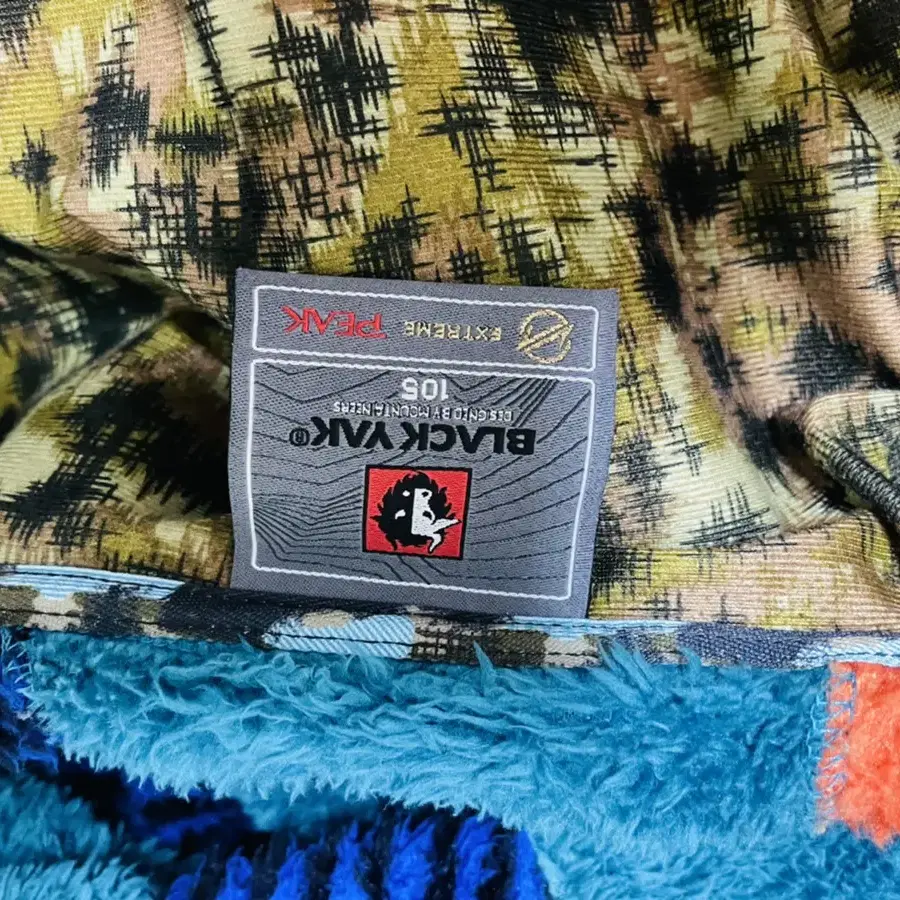 BLACK YAK®
DESIGNED BY MOUNTAINEERS
105
EXTREME PEAK